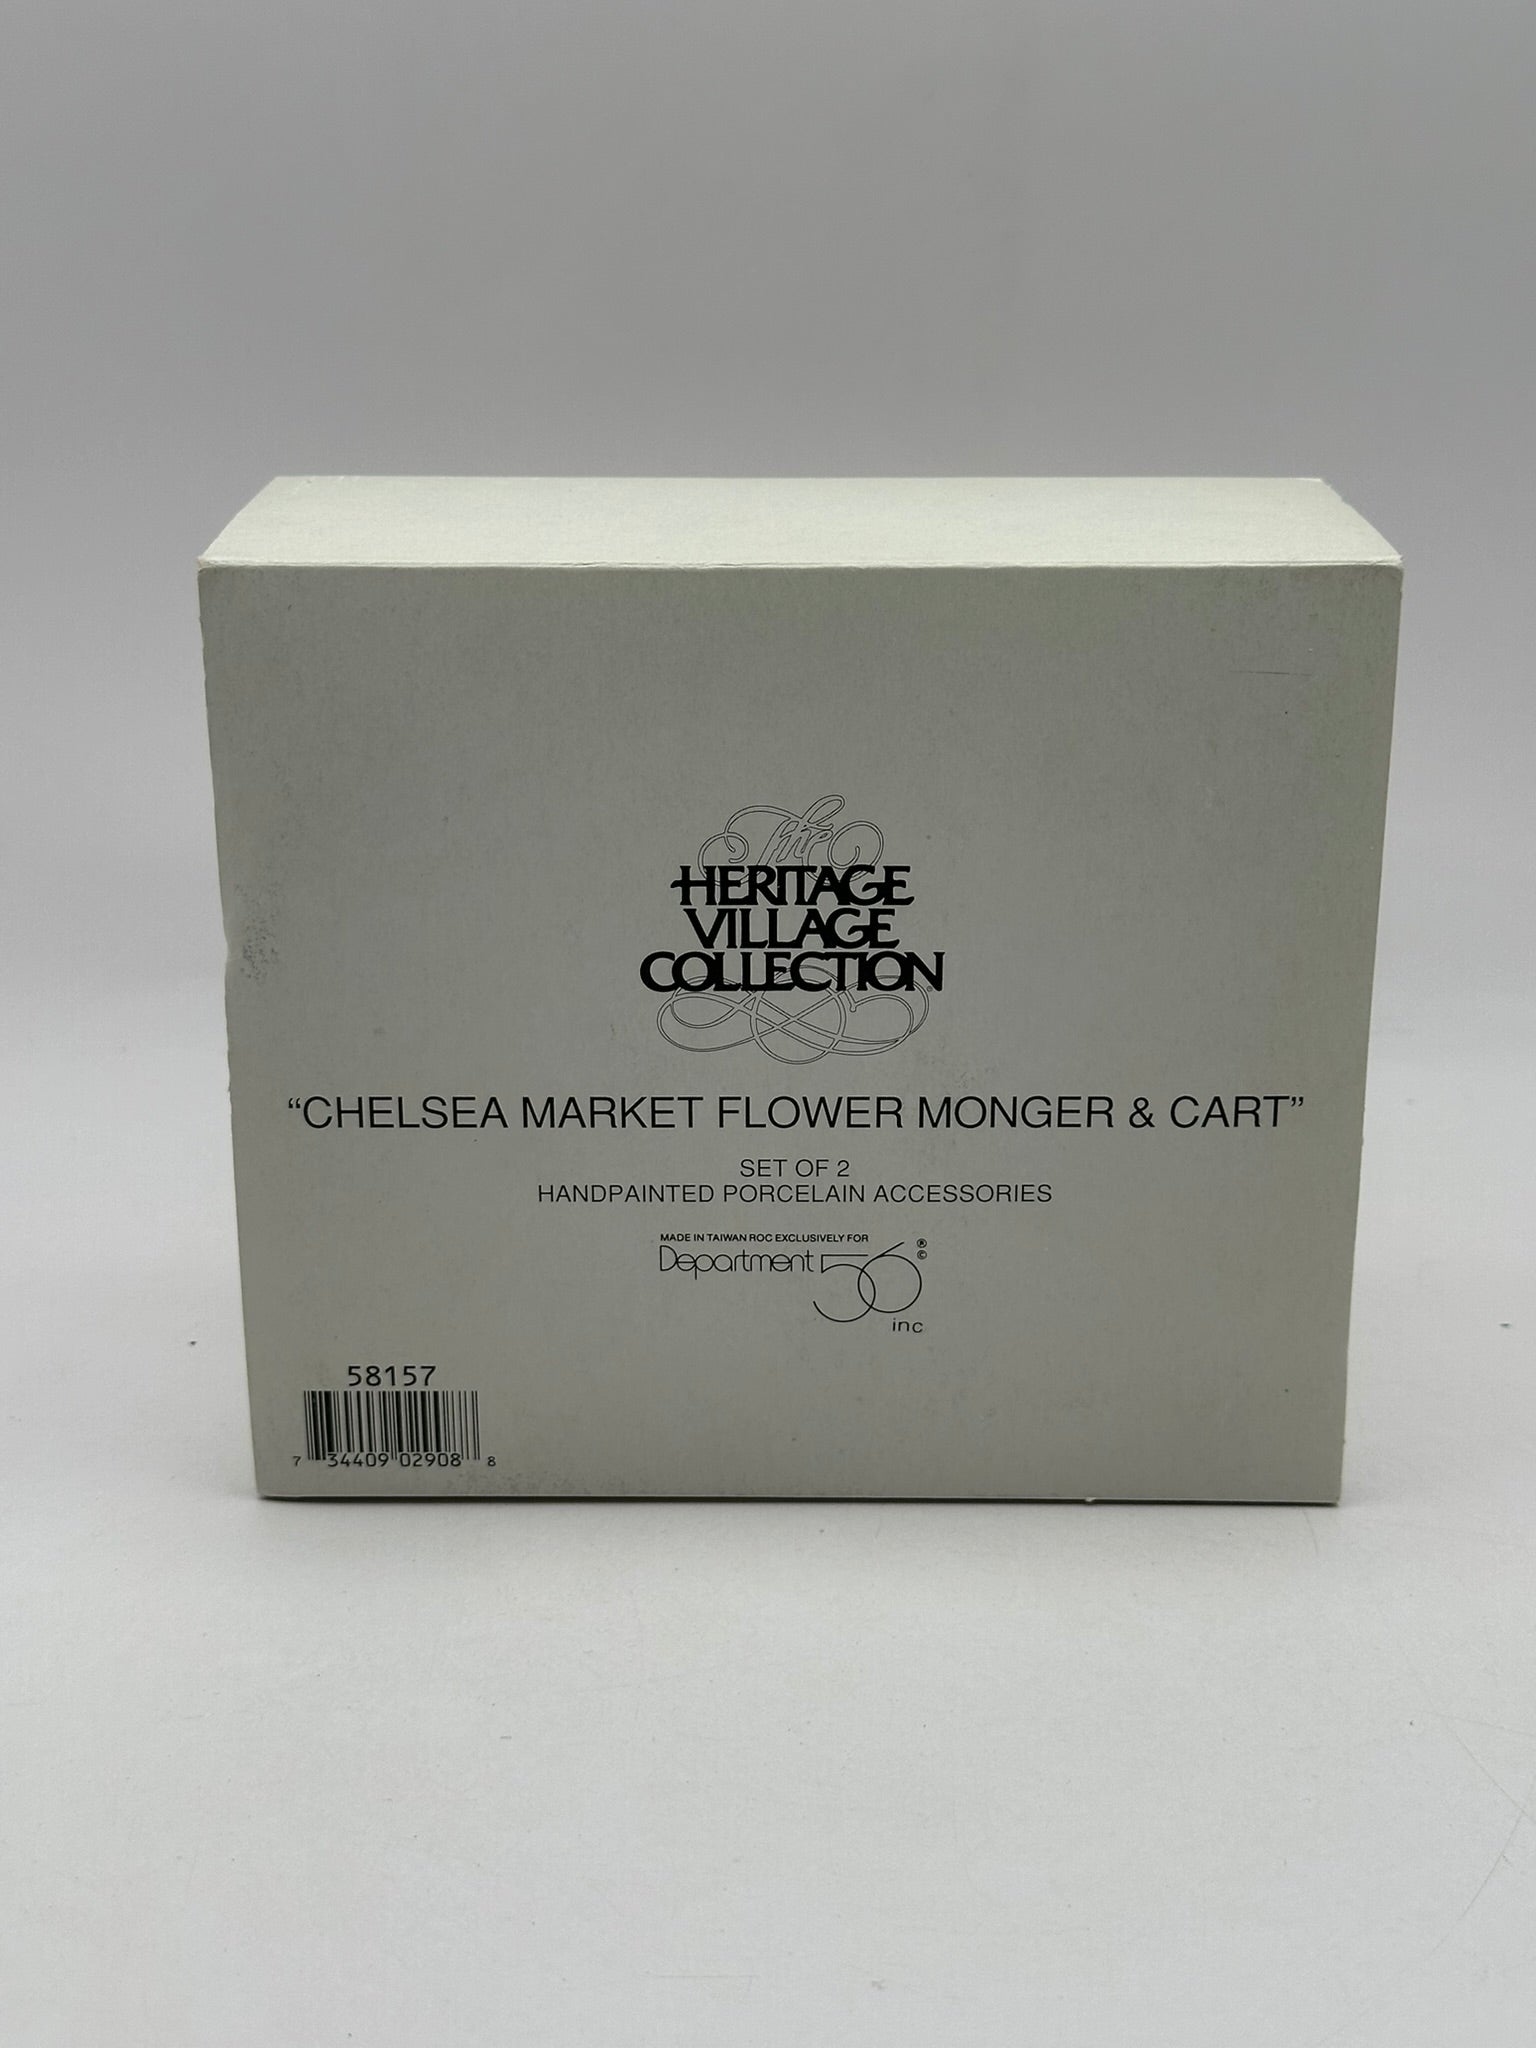 The
HERITAGE
VILLAGE
COLLECTION®
“CHELSEA MARKET FLOWER MONGER & CART”
SET OF 2
HANDPAINTED PORCELAIN ACCESSORIES
MADE IN TAIWAN ROC EXCLUSIVELY FOR
Department 56 ® ©
inc
58157
7 34409 02908 8